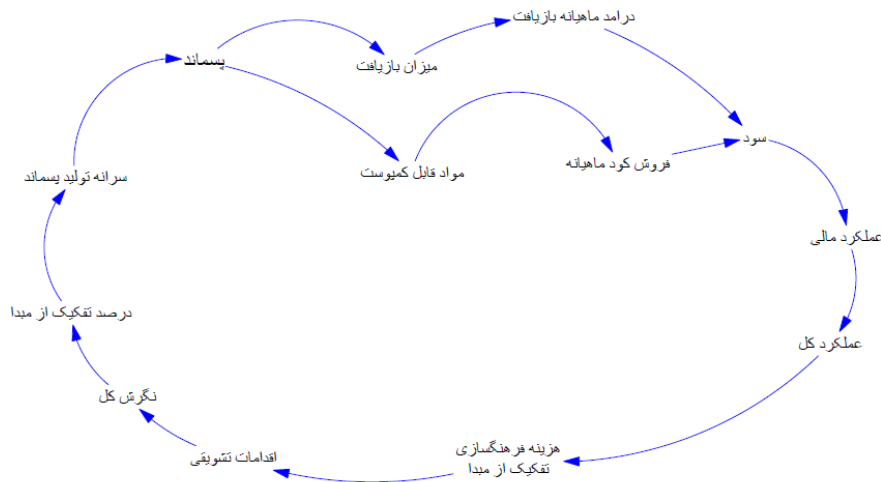 درامد ماهیانه بازیافت
پسماند
میزان بازیافت
سود
فروش کود ماهیانه
مواد قابل کمپوست
سرانه تولید پسماند
عملکرد مالی
درصد تفکیک از مبدا
عملکرد کل
نگرش کل
هزینه فرهنگسازی
تفکیک از مبدا
اقدامات تشویقی